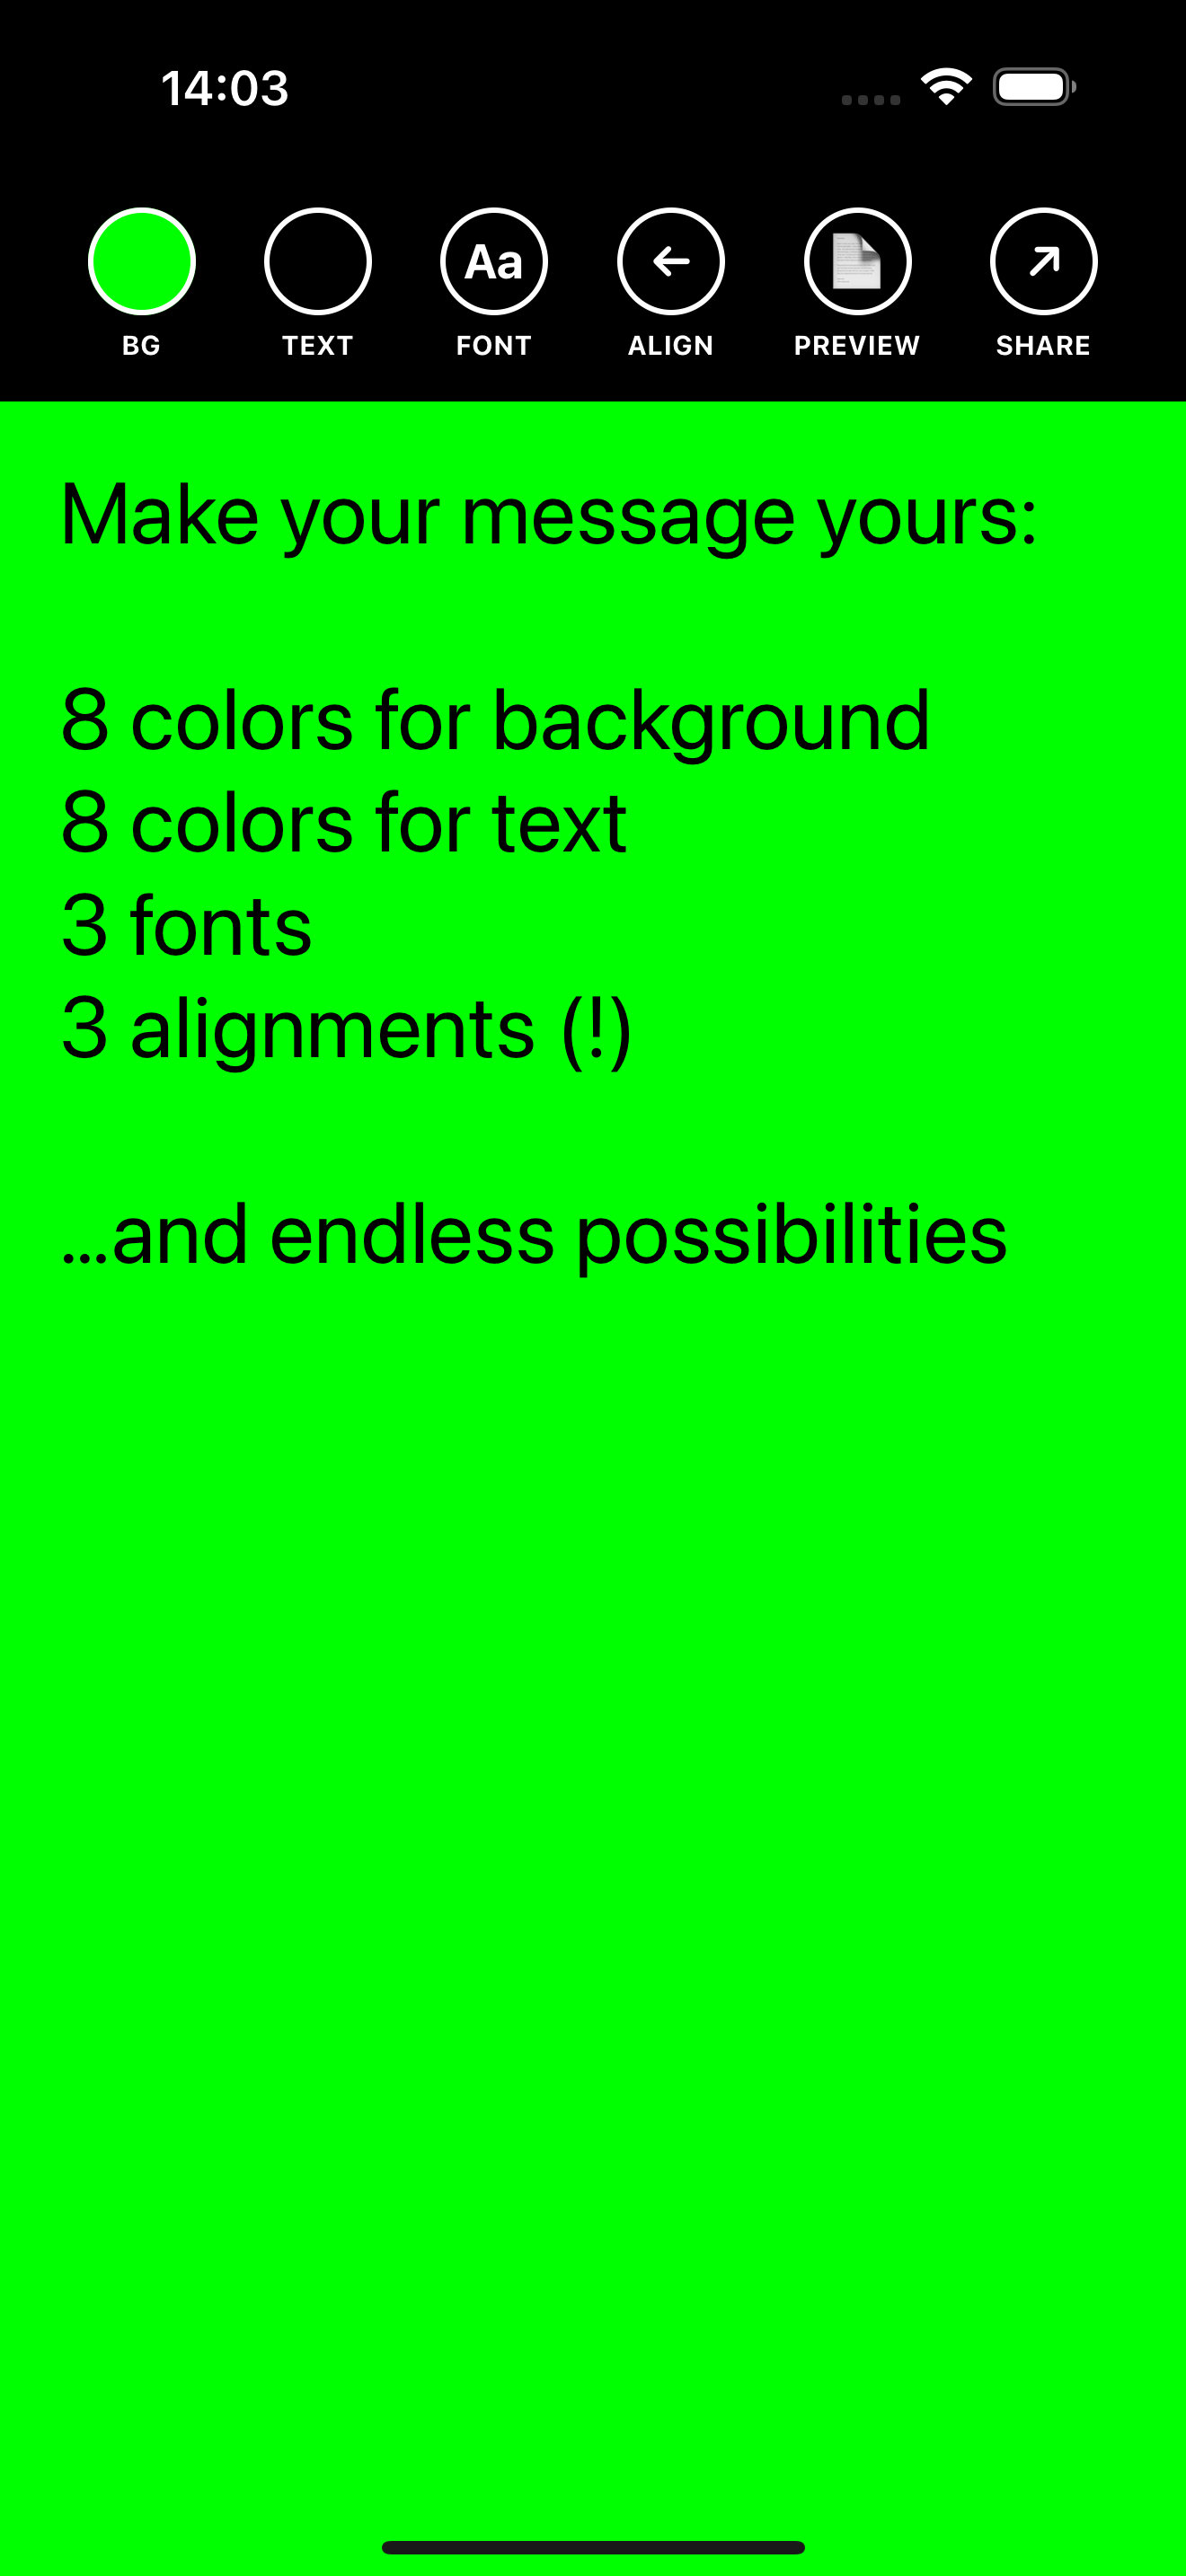 14:03
Aa
BG TEXT FONT ALIGN PREVIEW SHARE
Make your message yours:
8 colors for background
8 colors for text
3 fonts
3 alignments (!)
…and endless possibilities